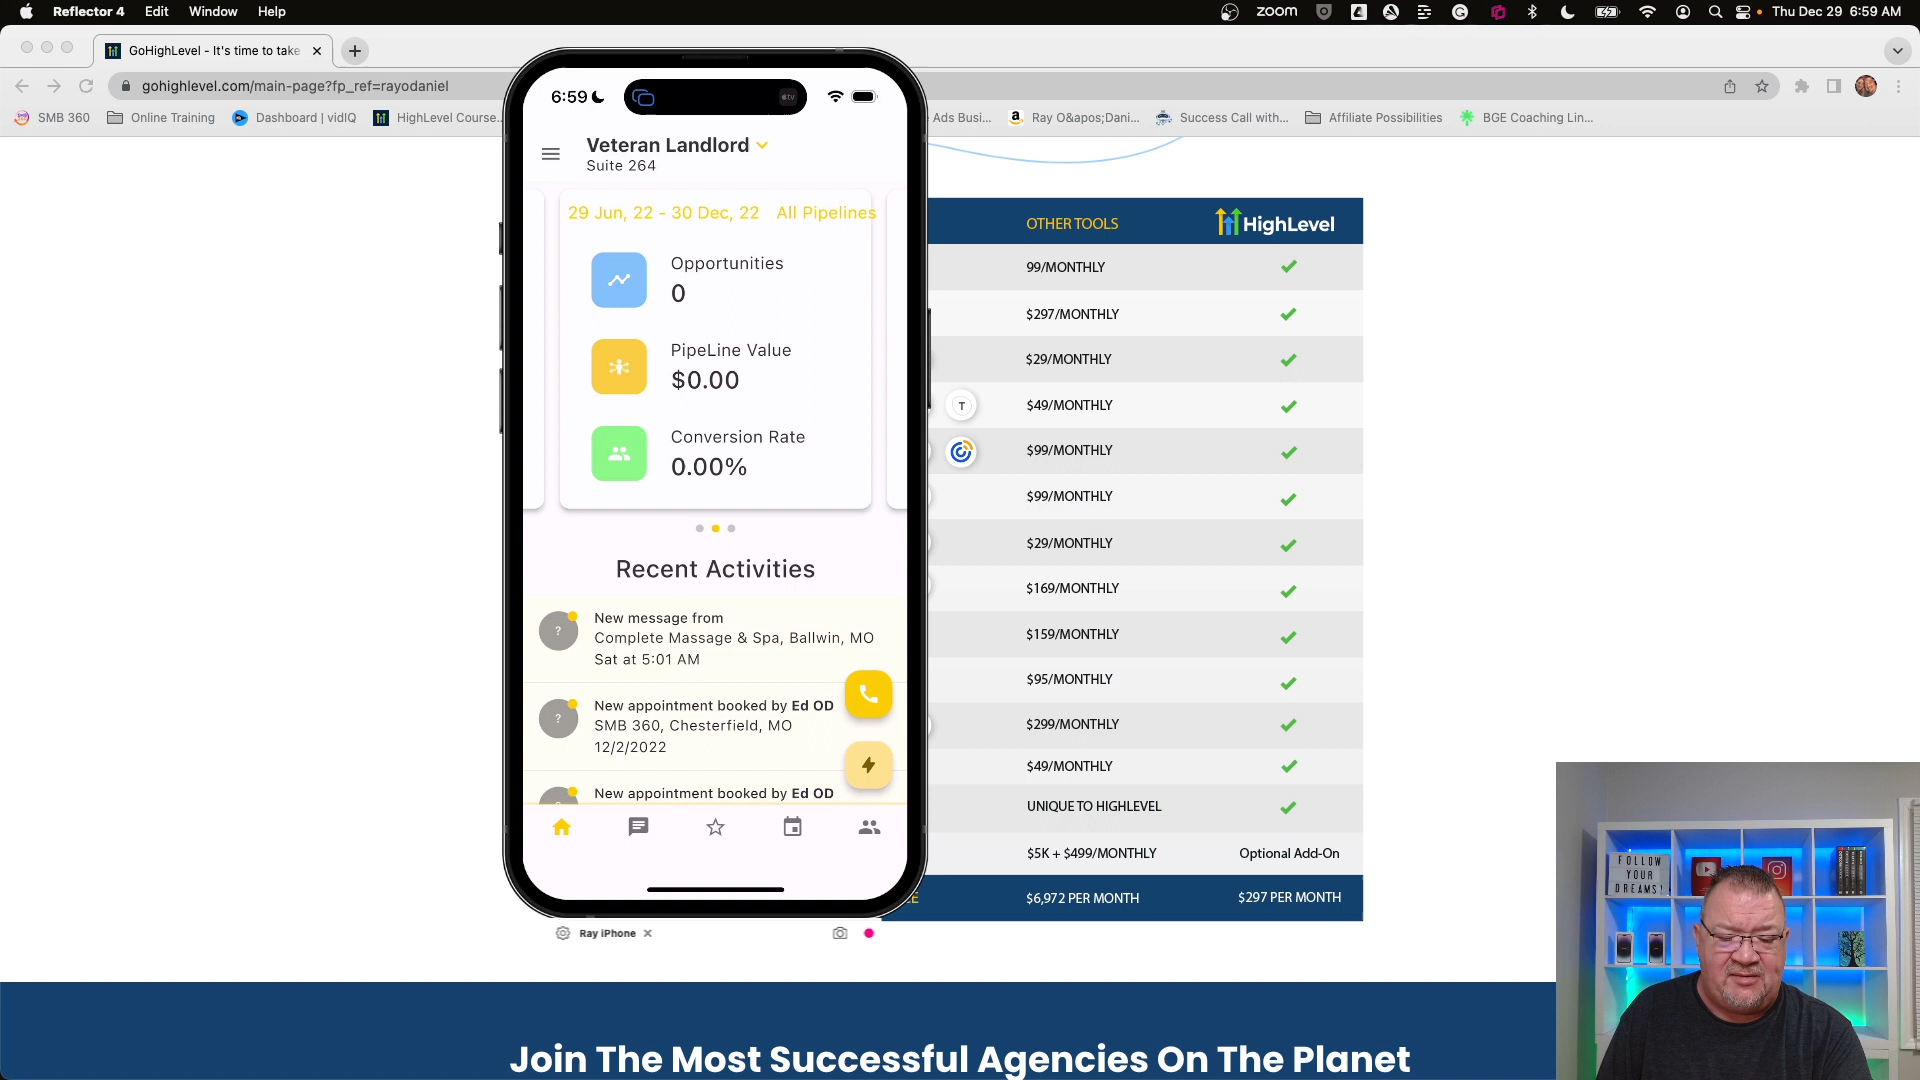 Reflector 4 Edit Window Help
zoom Thu Dec 29 6:59 AM
GoHighLevel - It's time to take
gohighlevel.com/main-page?fp_ref=rayodaniel
SMB 360 Online Training Dashboard | vidIQ HighLevel Course... Ads Busi... Ray O&apos;Dani... Success Call with... Affiliate Possibilities BGE Coaching Lin...
6:59
tv
Veteran Landlord
Suite 264
29 Jun, 22 - 30 Dec, 22 All Pipelines
Opportunities
0
PipeLine Value
$0.00
Conversion Rate
0.00%
Recent Activities
? New message from
Complete Massage & Spa, Ballwin, MO
Sat at 5:01 AM
? New appointment booked by Ed OD
SMB 360, Chesterfield, MO
12/2/2022
New appointment booked by Ed OD
Ray iPhone
OTHER TOOLS HighLevel
99/MONTHLY
$297/MONTHLY
$29/MONTHLY
T $49/MONTHLY
$99/MONTHLY
$99/MONTHLY
$29/MONTHLY
$169/MONTHLY
$159/MONTHLY
$95/MONTHLY
$299/MONTHLY
$49/MONTHLY
UNIQUE TO HIGHLEVEL
$5K + $499/MONTHLY Optional Add-On
$6,972 PER MONTH $297 PER MONTH
Join The Most Successful Agencies On The Planet
FOLLOW
YOUR
DREAMS!